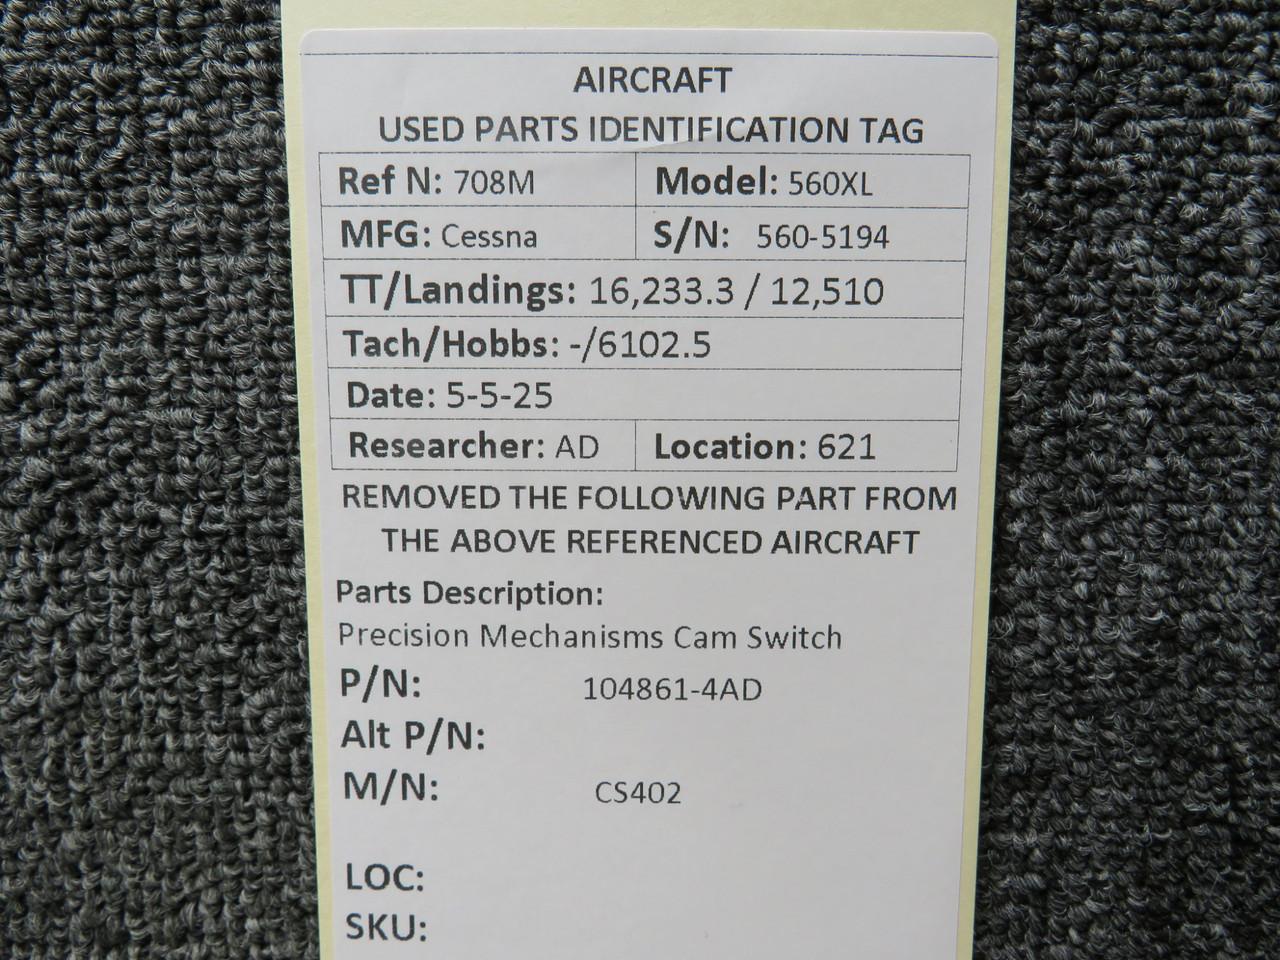 AIRCRAFT
USED PARTS IDENTIFICATION TAG
Ref N: 708M Model: 560XL
MFG: Cessna S/N: 560-5194
TT/Landings: 16,233.3 / 12,510
Tach/Hobbs: -/6102.5
Date: 5-5-25
Researcher: AD Location: 621
REMOVED THE FOLLOWING PART FROM
THE ABOVE REFERENCED AIRCRAFT
Parts Description:
Precision Mechanisms Cam Switch
P/N: 104861-4AD
Alt P/N:
M/N: CS402
LOC:
SKU: